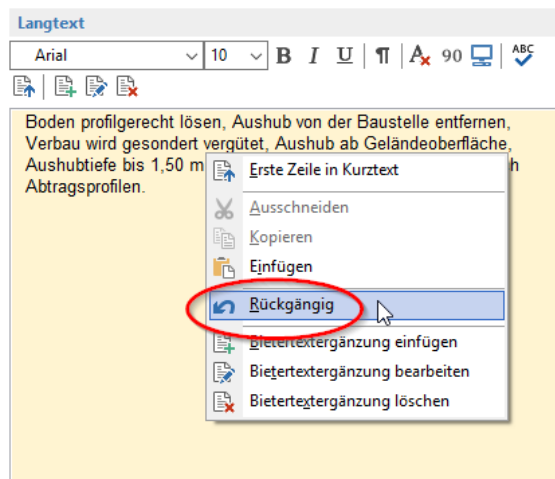 Langtext
Arial 10 B I U ¶ A 90 ABC
Boden profilgerecht lösen, Aushub von der Baustelle entfernen,
Verbau wird gesondert vergütet, Aushub ab Geländeoberfläche,
Aushubtiefe bis 1,50 m
Abtragsprofilen.
Erste Zeile in Kurztext
Ausschneiden
Kopieren
Einfügen
Rückgängig
Bietertextergänzung einfügen
Bietertextergänzung bearbeiten
Bietertextergänzung löschen